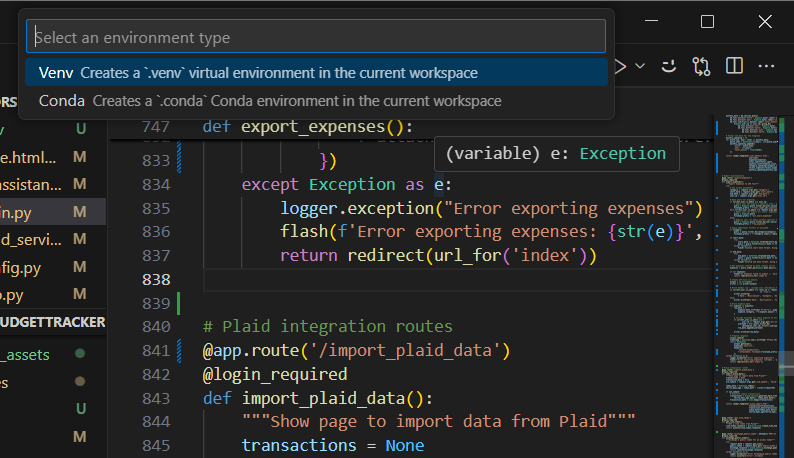 Select an environment type
Venv Creates a `.venv` virtual environment in the current workspace
Conda Creates a `.conda` Conda environment in the current workspace
ORS
v U
e.html... M
assistan... M
in.py M
d_servi... M
fig.py M
o.py M
UDGETTRACKER
_assets
es
U
M
747 def export_expenses():
(variable) e: Exception
833 })
834 except Exception as e:
835 logger.exception("Error exporting expenses")
836 flash(f'Error exporting expenses: {str(e)}',
837 return redirect(url_for('index'))
838
839
840 # Plaid integration routes
841 @app.route('/import_plaid_data')
842 @login_required
843 def import_plaid_data():
844 """Show page to import data from Plaid"""
845 transactions = None